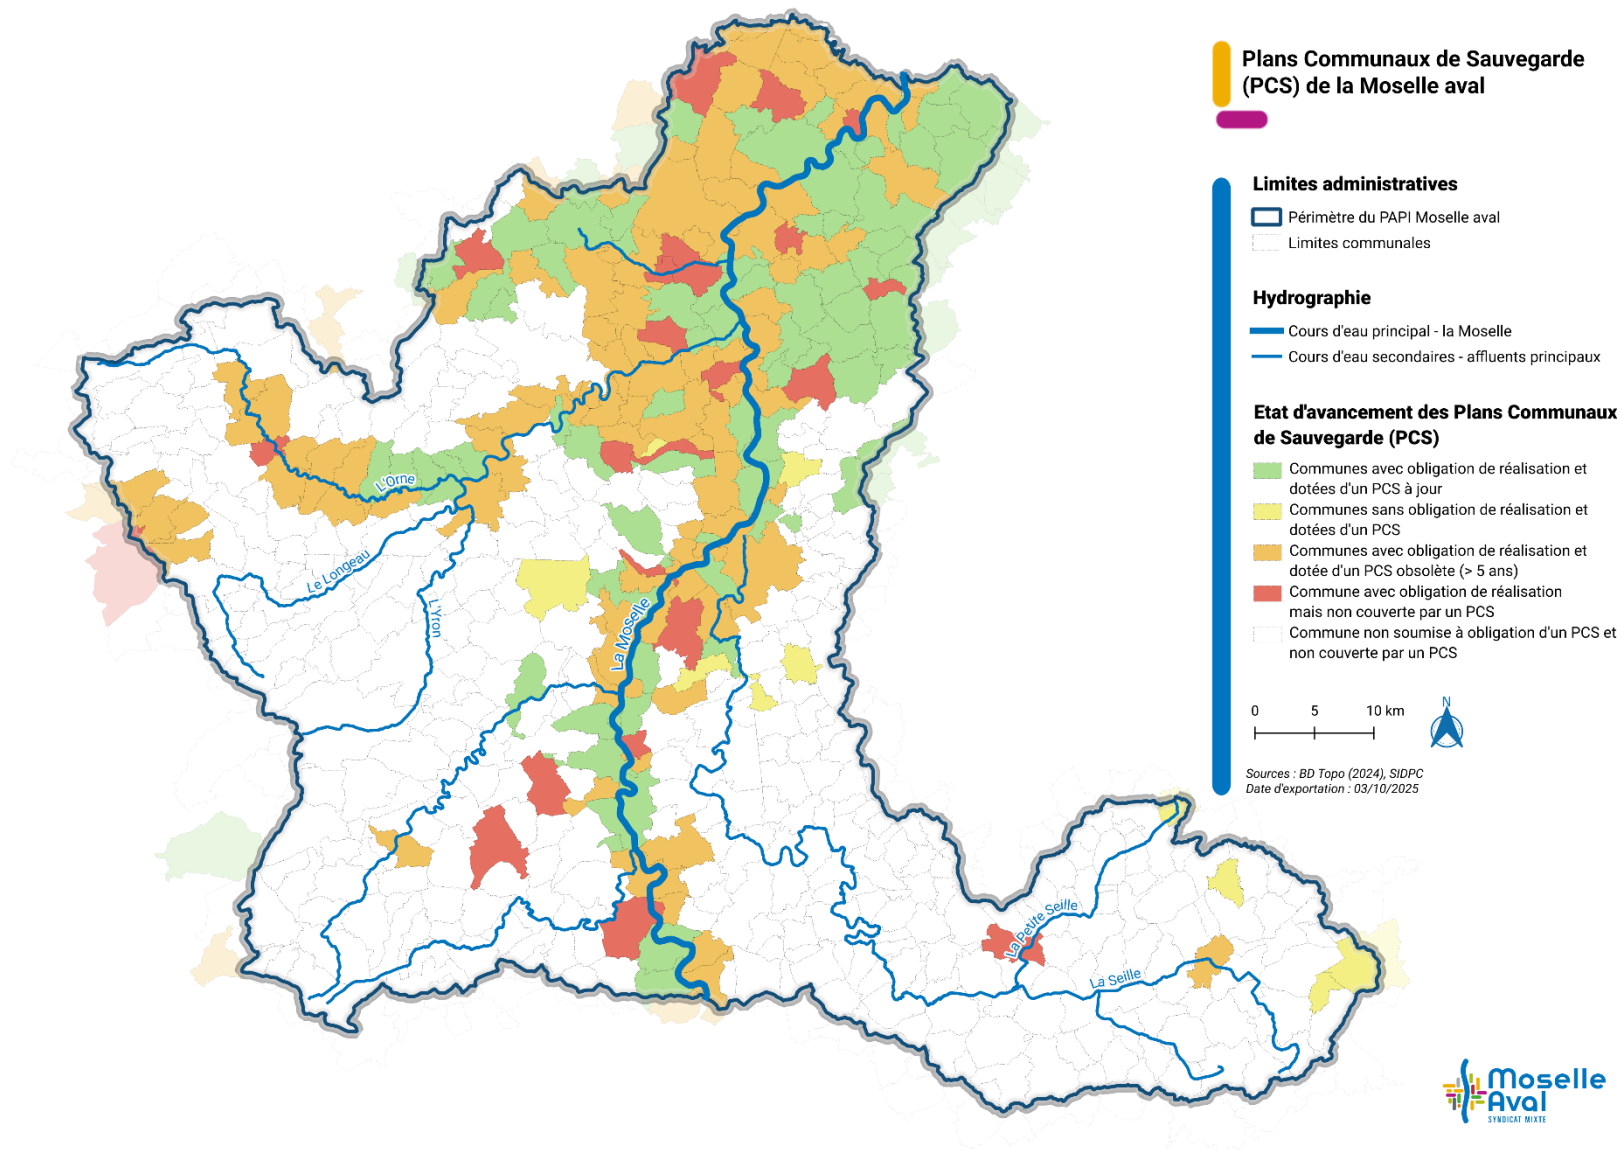 Plans Communaux de Sauvegarde
(PCS) de la Moselle aval
Limites administratives
Périmètre du PAPI Moselle aval
Limites communales
Hydrographie
Cours d'eau principal - la Moselle
Cours d'eau secondaires - affluents principaux
Etat d'avancement des Plans Communaux
de Sauvegarde (PCS)
Communes avec obligation de réalisation et
dotées d'un PCS à jour
Communes sans obligation de réalisation et
dotées d'un PCS
Communes avec obligation de réalisation et
dotée d'un PCS obsolète (> 5 ans)
Commune avec obligation de réalisation
mais non couverte par un PCS
Commune non soumise à obligation d'un PCS et
non couverte par un PCS
0 5 10 km
N
Sources : BD Topo (2024), SIDPC
Date d'exportation : 03/10/2025
L'Orne
Le Longeau
L'Yron
La Moselle
La Petite Seille
La Seille
Moselle
Aval
SYNDICAT MIXTE